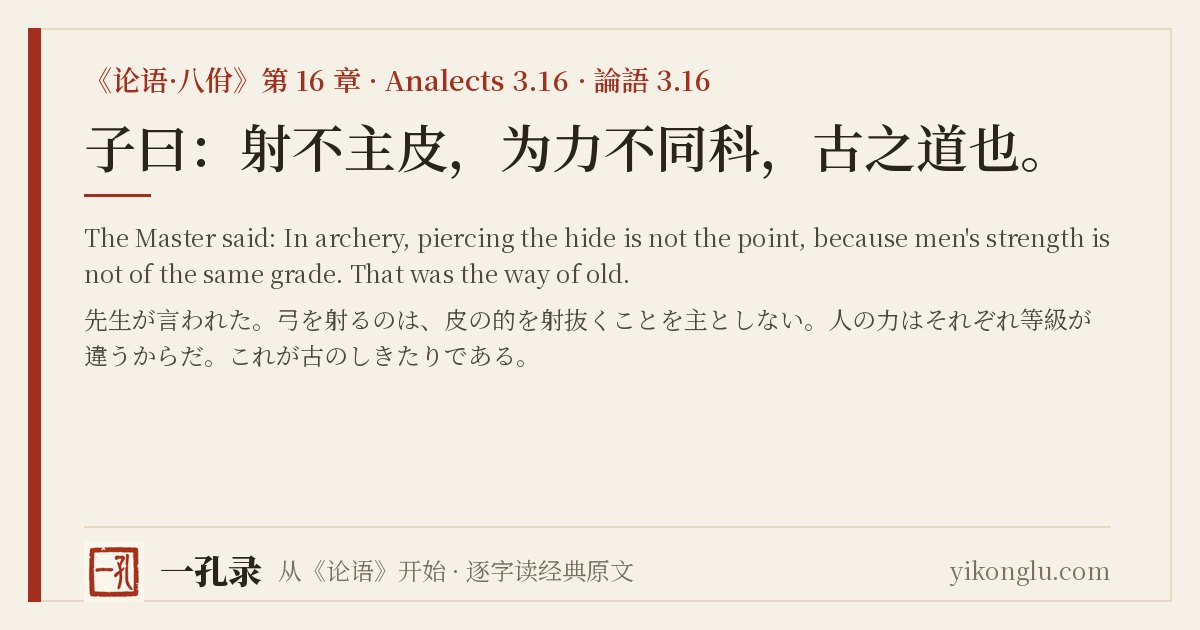 《论语·八佾》第 16 章 · Analects 3.16 · 論語 3.16
子曰：射不主皮，为力不同科，古之道也。
The Master said: In archery, piercing the hide is not the point, because men's strength is
not of the same grade. That was the way of old.
先生が言われた。弓を射るのは、皮の的を射抜くことを主としない。人の力はそれぞれ等級が
違うからだ。これが古のしきたりである。
一孔
一孔录 从《论语》开始 · 逐字读经典原文 yikonglu.com